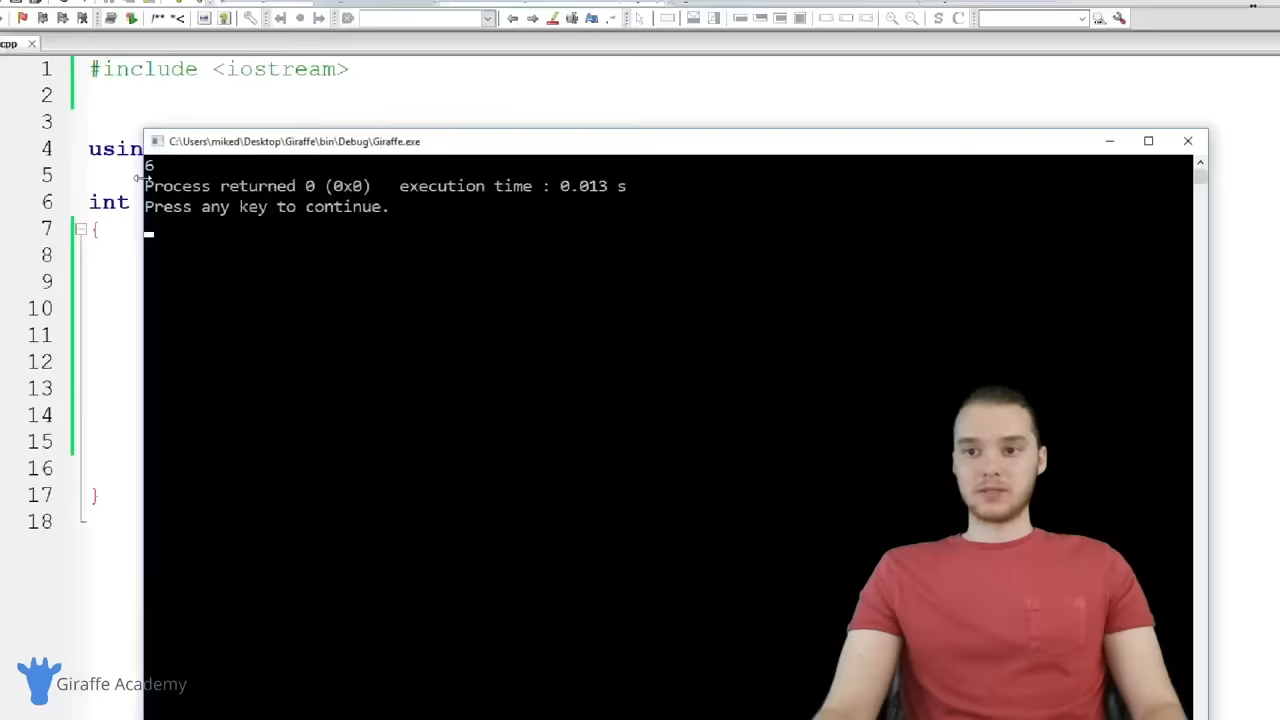 cpp
1 #include <iostream>
2
3
C:\Users\miked\Desktop\Giraffe\bin\Debug\Giraffe.exe
4 usin
6
5
Process returned 0 (0x0)   execution time : 0.013 s
6 int
Press any key to continue.
7 {
8
9
10
11
12
13
14
15
16
17 }
18
Giraffe Academy